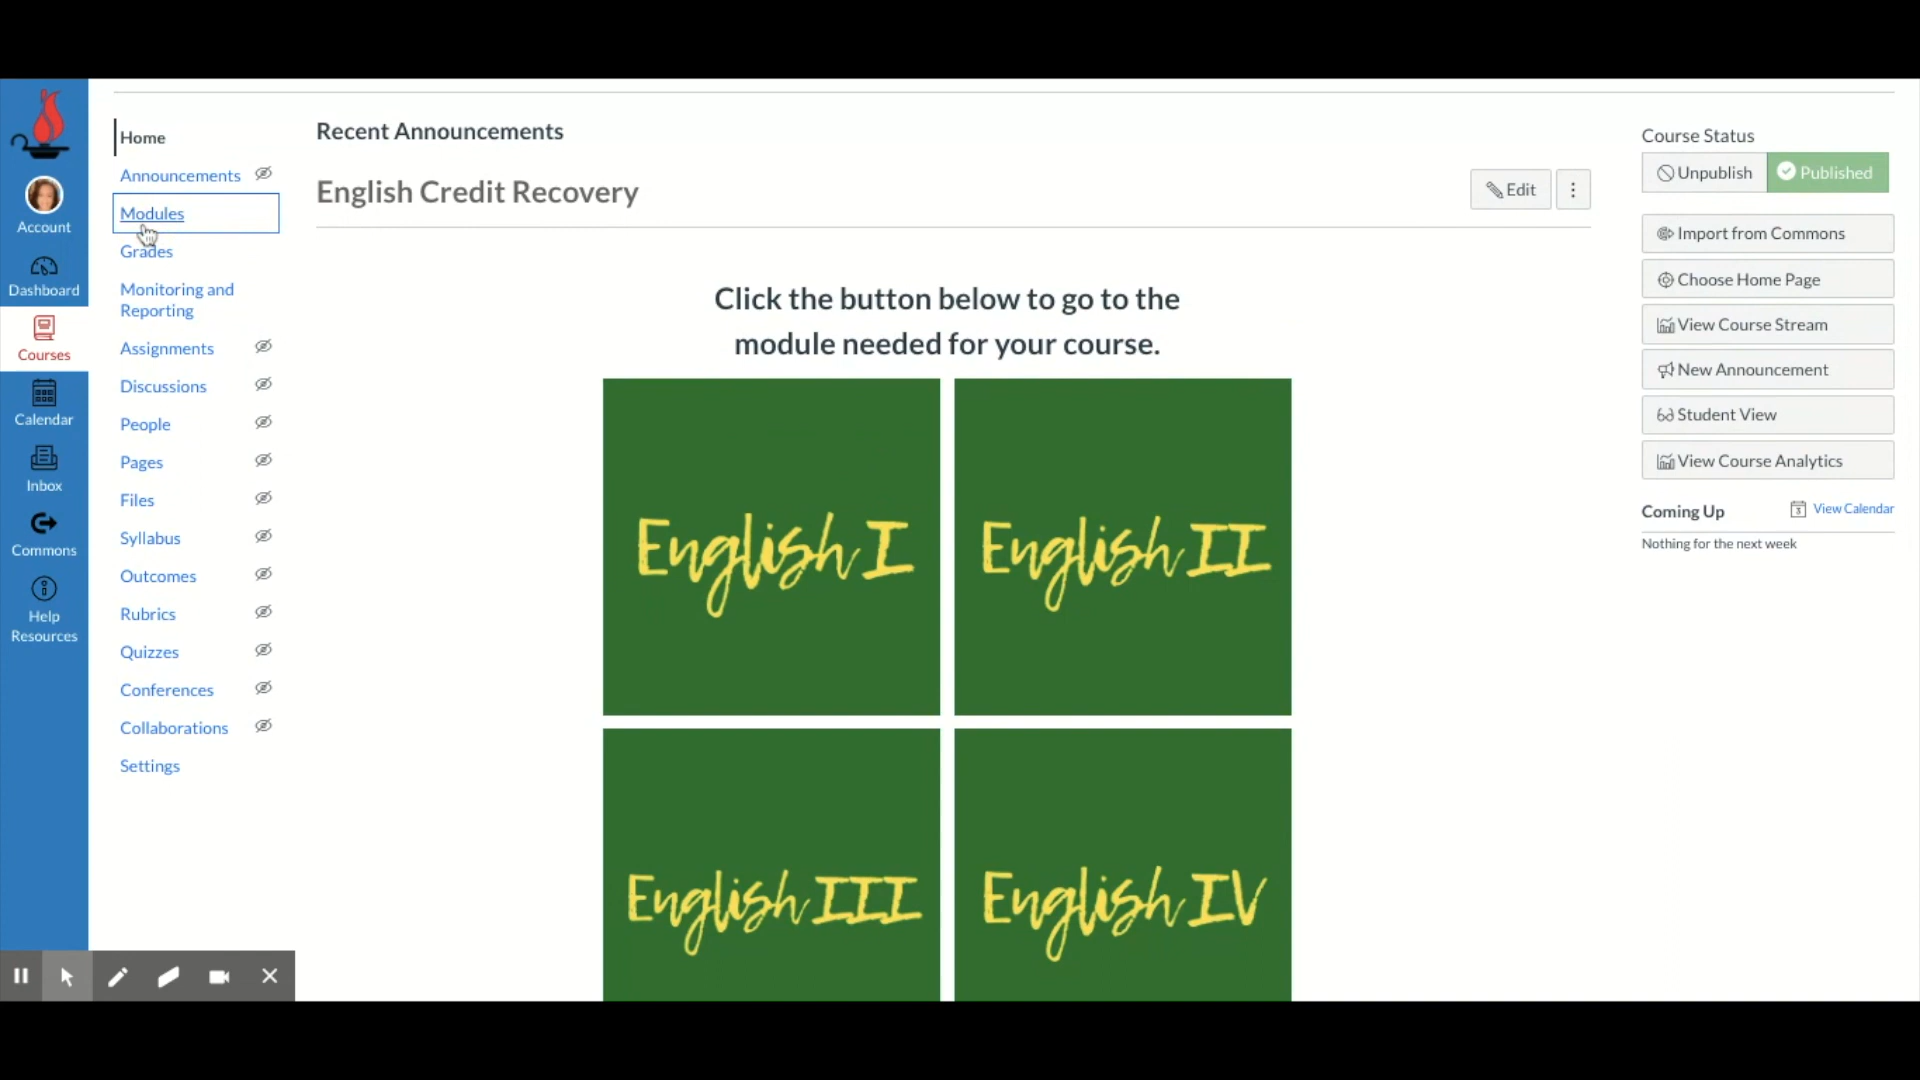 Account
Dashboard
Courses
Calendar
Inbox
Commons
Help
Resources
Home
Announcements
Modules
Grades
Monitoring and
Reporting
Assignments
Discussions
People
Pages
Files
Syllabus
Outcomes
Rubrics
Quizzes
Conferences
Collaborations
Settings
Recent Announcements
English Credit Recovery
Edit
Click the button below to go to the
module needed for your course.
English I
English II
English III
English IV
Course Status
Unpublish
Published
Import from Commons
Choose Home Page
View Course Stream
New Announcement
Student View
View Course Analytics
Coming Up
3
View Calendar
Nothing for the next week